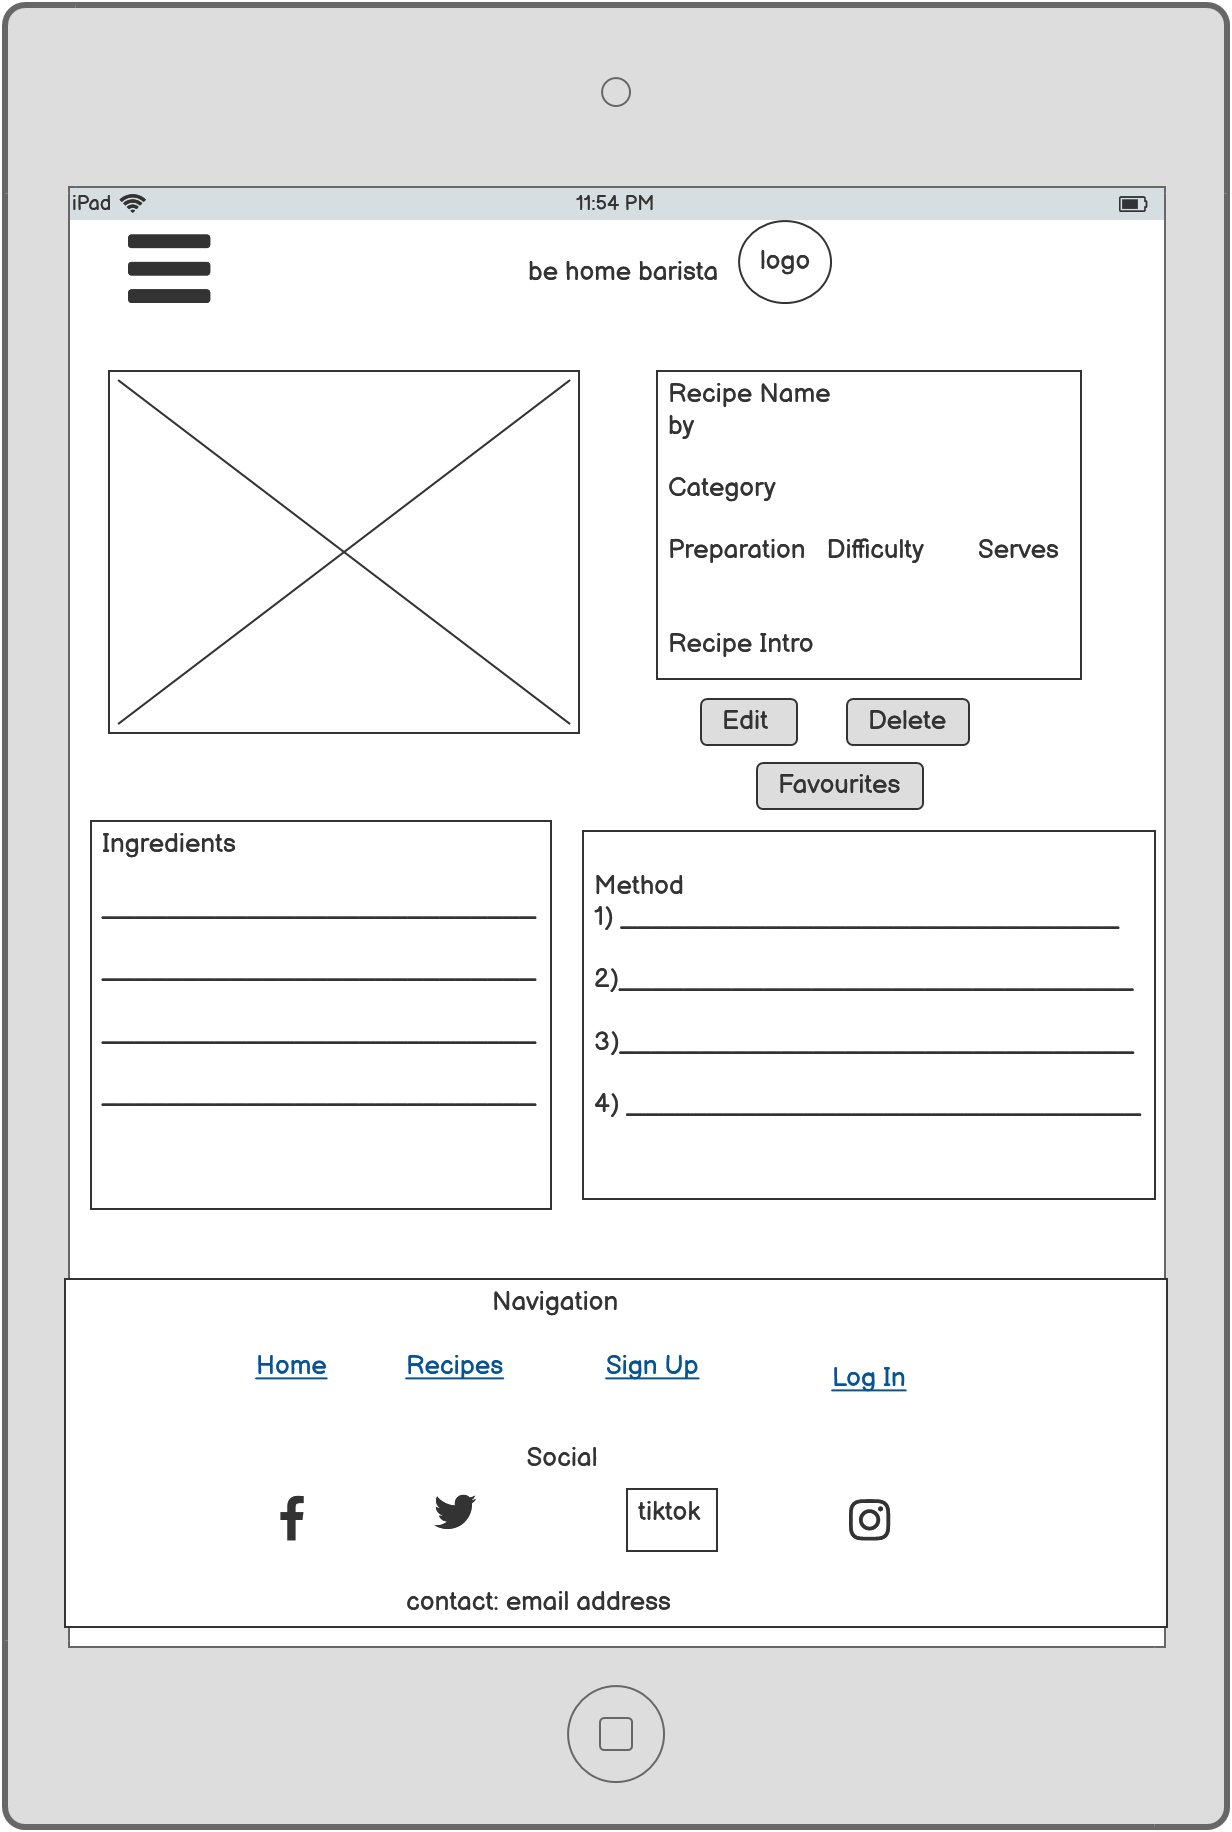 iPad
11:54 PM
be home barista
logo
Recipe Name
by
Category
Preparation Difficulty Serves
Recipe Intro
Edit
Delete
Favourites
Ingredients
Method
1)
2)
3)
4)
Navigation
Home
Recipes
Sign Up
Log In
Social
tiktok
contact: email address